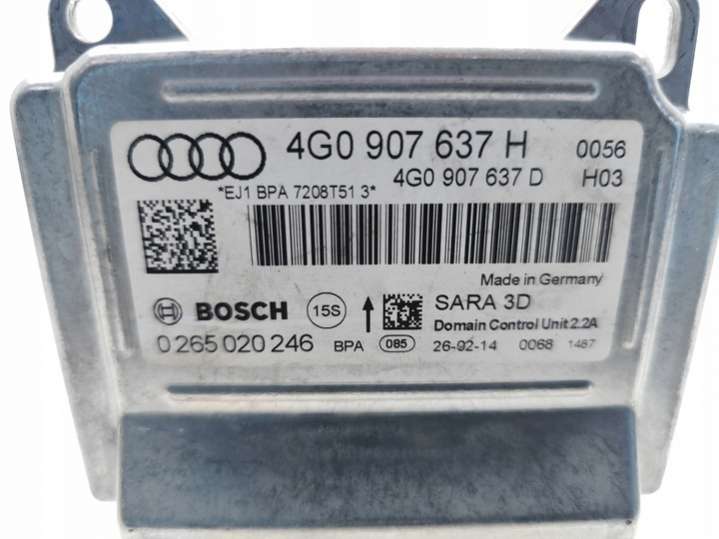 4G0 907 637 H 0056
4G0 907 637 D H03
*EJ1 BPA 7208T51 3*
Made in Germany
BOSCH 15S SARA 3D
Domain Control Unit 2.2A
0 265 020 246 BPA 085 26-02-14 0068 1487